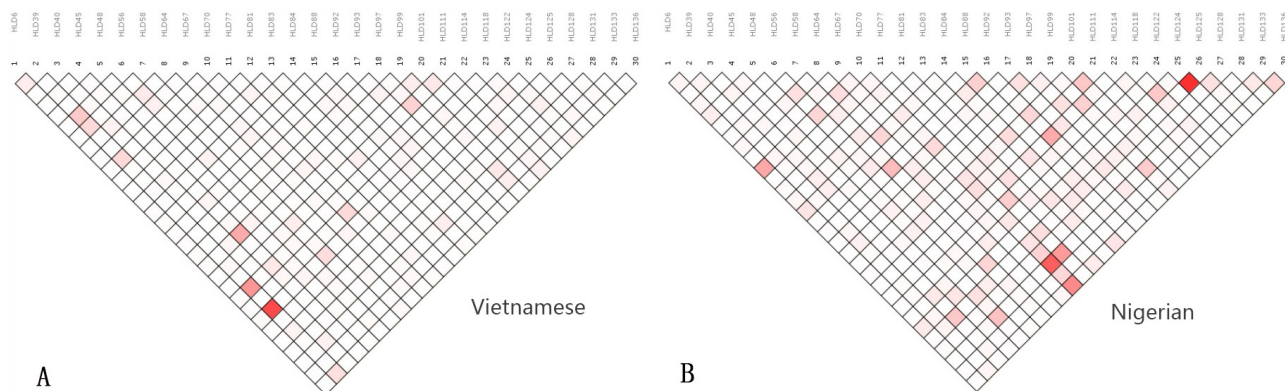 HLD6 HLD39 HLD40 HLD45 HLD48 HLD56 HLD58 HLD64 HLD67 HLD70 HLD77 HLD81 HLD83 HLD84 HLD88 HLD92 HLD93 HLD97 HLD99 HLD101 HLD111 HLD114 HLD118 HLD122 HLD124 HLD125 HLD128 HLD131 HLD133 HLD136
1 2 3 4 5 6 7 8 9 10 11 12 13 14 15 16 17 18 19 20 21 22 23 24 25 26 27 28 29 30
Vietnamese
A
HLD6 HLD39 HLD40 HLD45 HLD48 HLD56 HLD58 HLD64 HLD67 HLD70 HLD77 HLD81 HLD83 HLD84 HLD88 HLD92 HLD93 HLD97 HLD99 HLD101 HLD111 HLD114 HLD118 HLD122 HLD124 HLD125 HLD128 HLD131 HLD133 HLD136
1 2 3 4 5 6 7 8 9 10 11 12 13 14 15 16 17 18 19 20 21 22 23 24 25 26 27 28 29 30
Nigerian
B